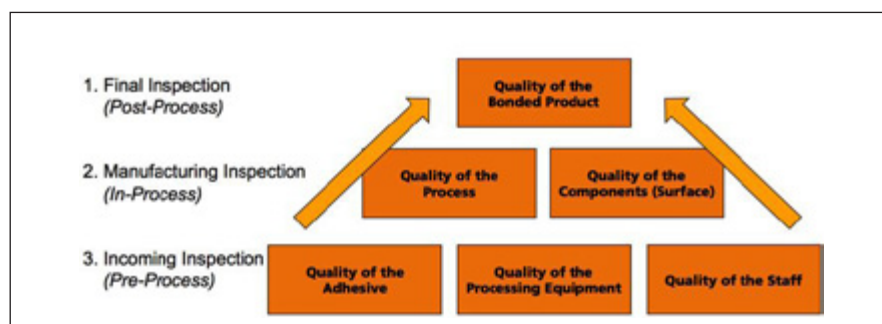 1. Final Inspection
(Post-Process)
Quality of the
Bonded Product
2. Manufacturing Inspection
(In-Process)
Quality of the
Process
Quality of the
Components (Surface)
3. Incoming Inspection
(Pre-Process)
Quality of the
Adhesive
Quality of the
Processing Equipment
Quality of the Staff